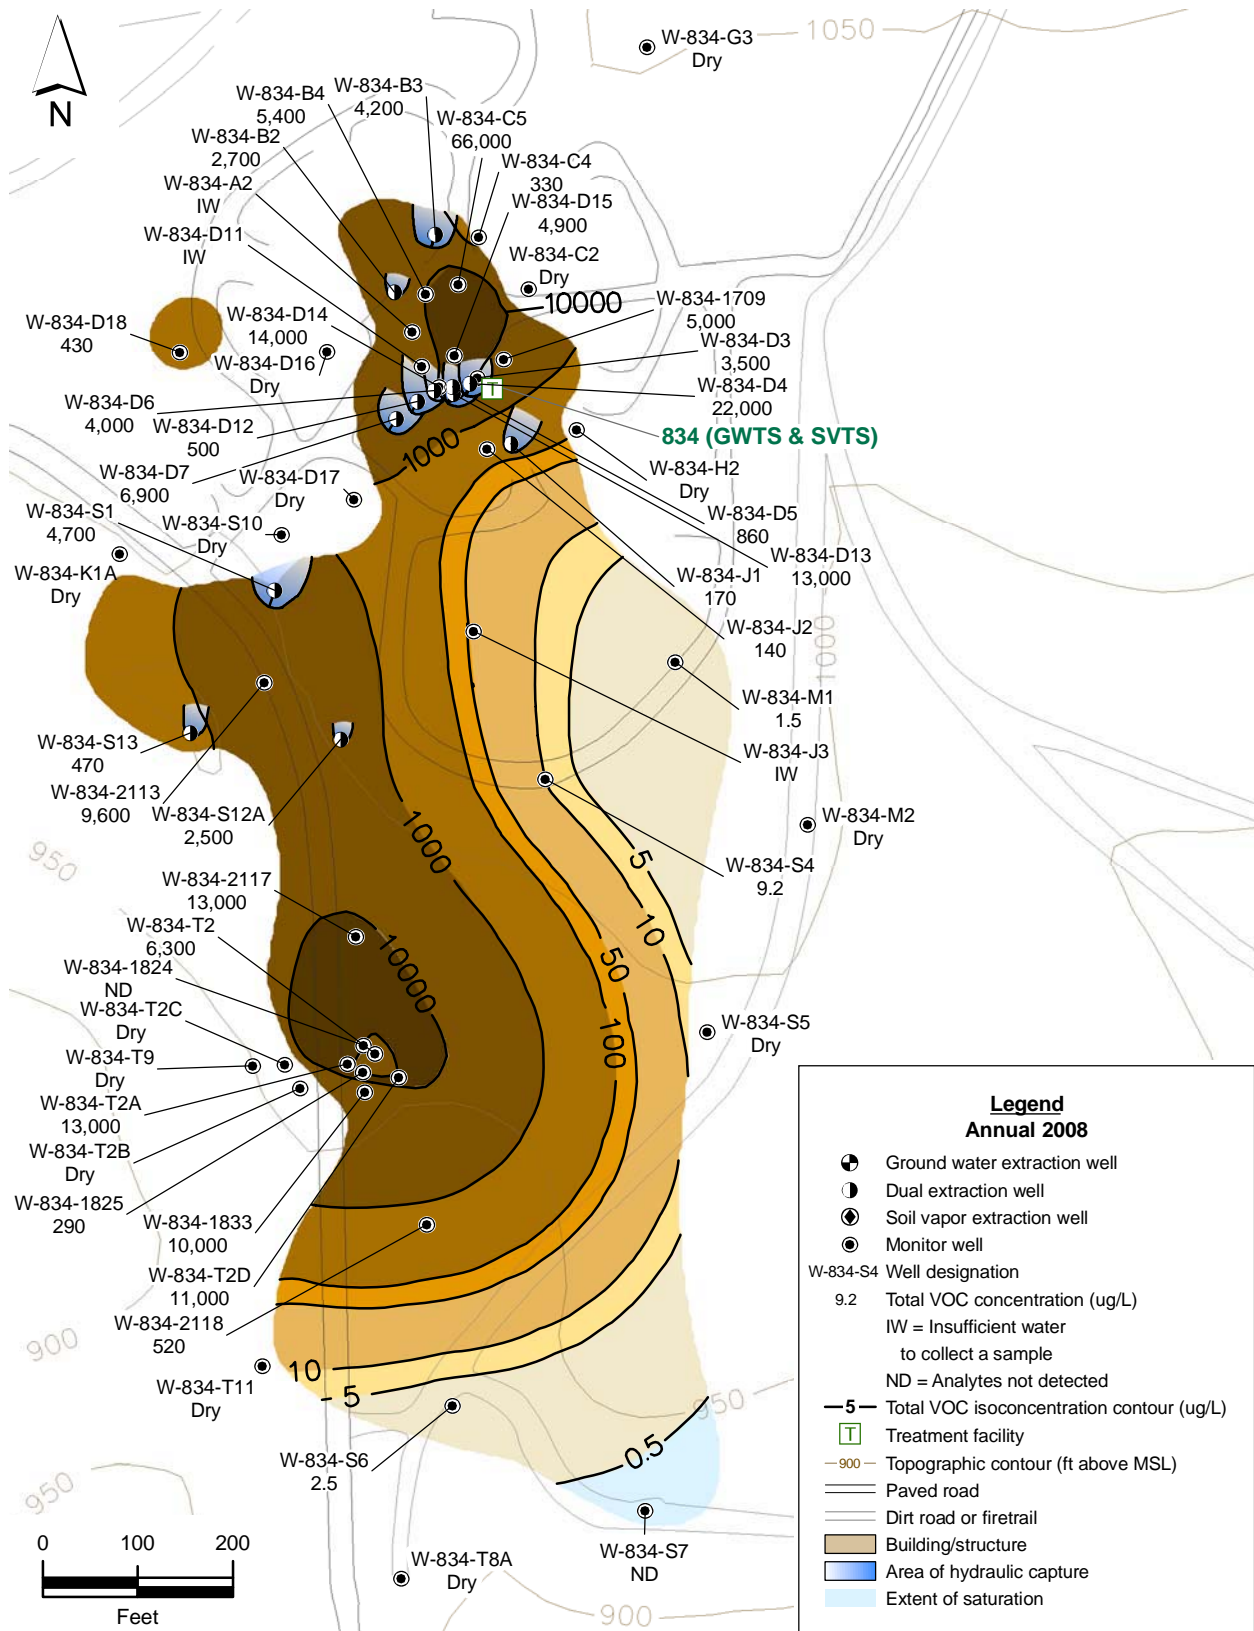 1050
W-834-G3
Dry
N
W-834-B4
5,400
W-834-B3
4,200
W-834-C5
66,000
W-834-B2
2,700
W-834-C4
330
W-834-A2
IW
W-834-D15
4,900
W-834-D11
IW
W-834-C2
Dry
10000
W-834-1709
5,000
W-834-D14
14,000
W-834-D18
430
W-834-D16
Dry
W-834-D3
3,500
W-834-D4
22,000
T
W-834-D6
4,000
W-834-D12
500
834 (GWTS & SVTS)
1000
W-834-D7
6,900
W-834-D17
Dry
W-834-H2
Dry
W-834-S1
4,700
W-834-S10
Dry
W-834-D5
860
W-834-D13
13,000
W-834-K1A
Dry
W-834-J1
170
W-834-J2
140
1000
W-834-M1
1.5
W-834-S13
470
W-834-J3
IW
W-834-2113
9,600
W-834-S12A
2,500
W-834-M2
Dry
1000
950
5
W-834-S4
9.2
W-834-2117
13,000
10
W-834-T2
6,300
10000
50
W-834-1824
ND
W-834-T2C
Dry
100
W-834-S5
Dry
W-834-T9
Dry
W-834-T2A
13,000
W-834-T2B
Dry
W-834-1825
290
W-834-1833
10,000
W-834-T2D
11,000
W-834-2118
520
900
10
5
W-834-T11
Dry
950
0.5
W-834-S6
2.5
950
W-834-S7
ND
W-834-T8A
Dry
900
0 100 200
Feet
Legend
Annual 2008
Ground water extraction well
Dual extraction well
Soil vapor extraction well
Monitor well
W-834-S4 Well designation
9.2 Total VOC concentration (ug/L)
IW = Insufficient water
to collect a sample
ND = Analytes not detected
5 Total VOC isoconcentration contour (ug/L)
T Treatment facility
900 Topographic contour (ft above MSL)
Paved road
Dirt road or firetrail
Building/structure
Area of hydraulic capture
Extent of saturation